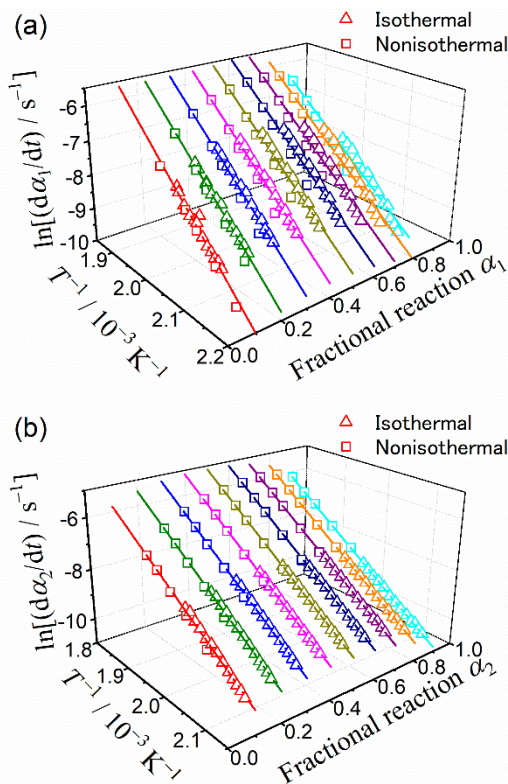 (a)
Isothermal
Nonisothermal
ln[(dα₁/dt) / s⁻¹]
-6
-7
-8
-9
-10
1.9
2.0
2.1
2.2
T⁻¹ / 10⁻³ K⁻¹
0.0
0.2
0.4
0.6
0.8
1.0
Fractional reaction α₁
(b)
Isothermal
Nonisothermal
ln[(dα₂/dt) / s⁻¹]
-6
-8
-10
1.8
1.9
2.0
2.1
T⁻¹ / 10⁻³ K⁻¹
0.0
0.2
0.4
0.6
0.8
1.0
Fractional reaction α₂